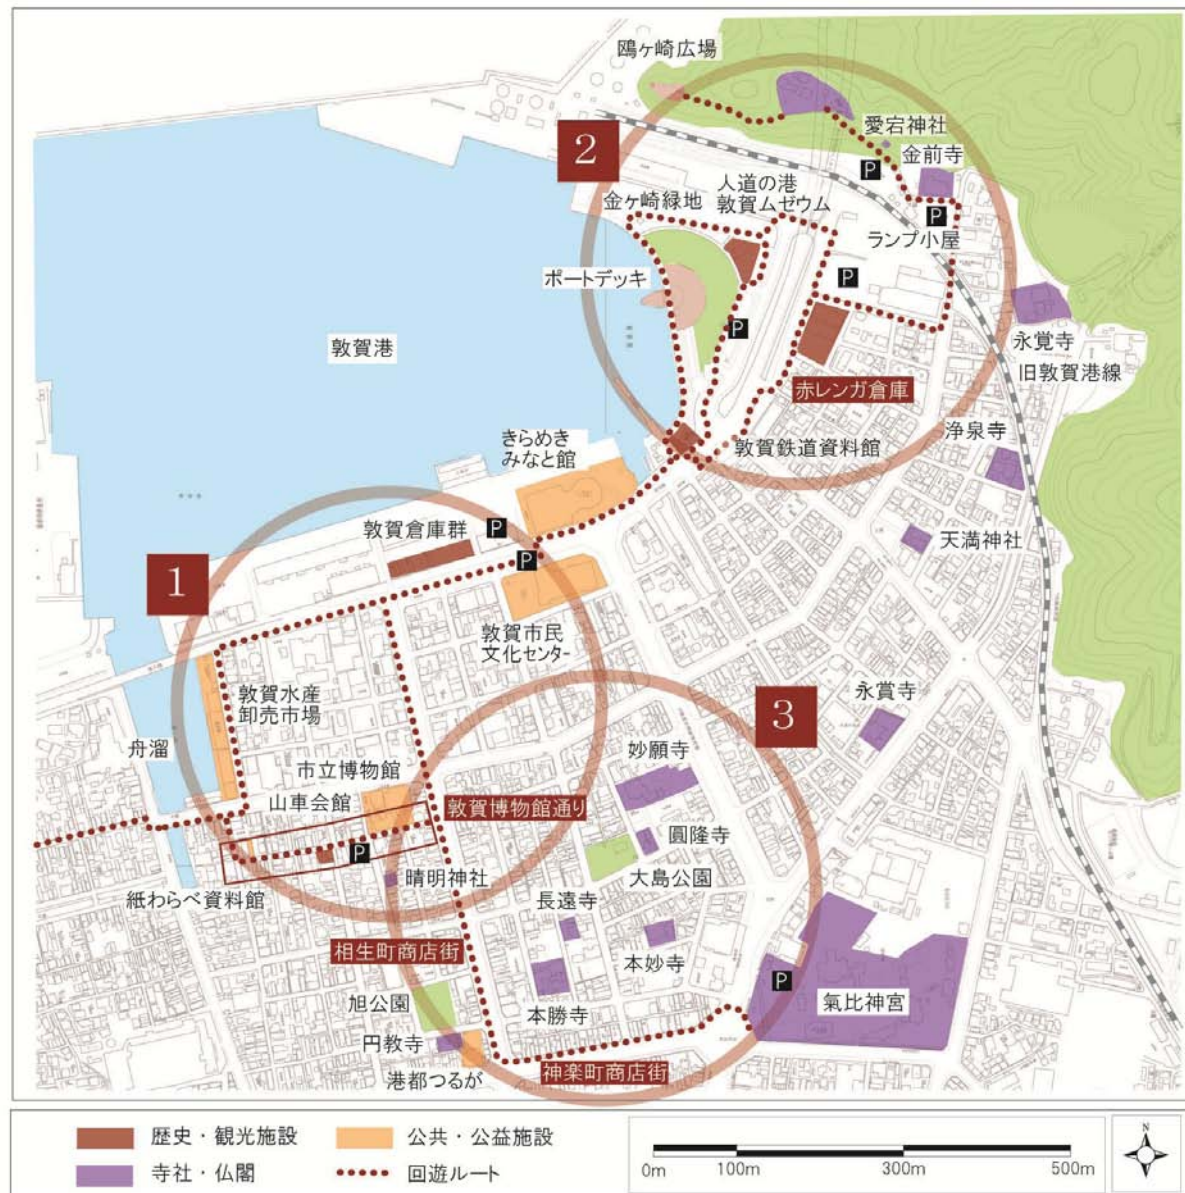 鴎ヶ崎広場
愛宕神社
2
金前寺
P
人道の港
敦賀ムゼウム
金ヶ崎緑地
P
ランプ小屋
ポートデッキ
P
P
敦賀港
永覚寺
旧敦賀港線
赤レンガ倉庫
きらめき
みなと館
敦賀鉄道資料館
浄泉寺
敦賀倉庫群
P
天満神社
P
1
敦賀市民
文化センター
敦賀水産
卸売市場
3
永賞寺
舟溜
妙願寺
市立博物館
山車会館
敦賀博物館通り
圓隆寺
P
晴明神社
大島公園
紙わらべ資料館
長遠寺
相生町商店街
本妙寺
P
旭公園
氣比神宮
本勝寺
円教寺
神楽町商店街
港都つるが
歴史・観光施設
公共・公益施設
寺社・仏閣
回遊ルート
0m 100m 300m 500m
N